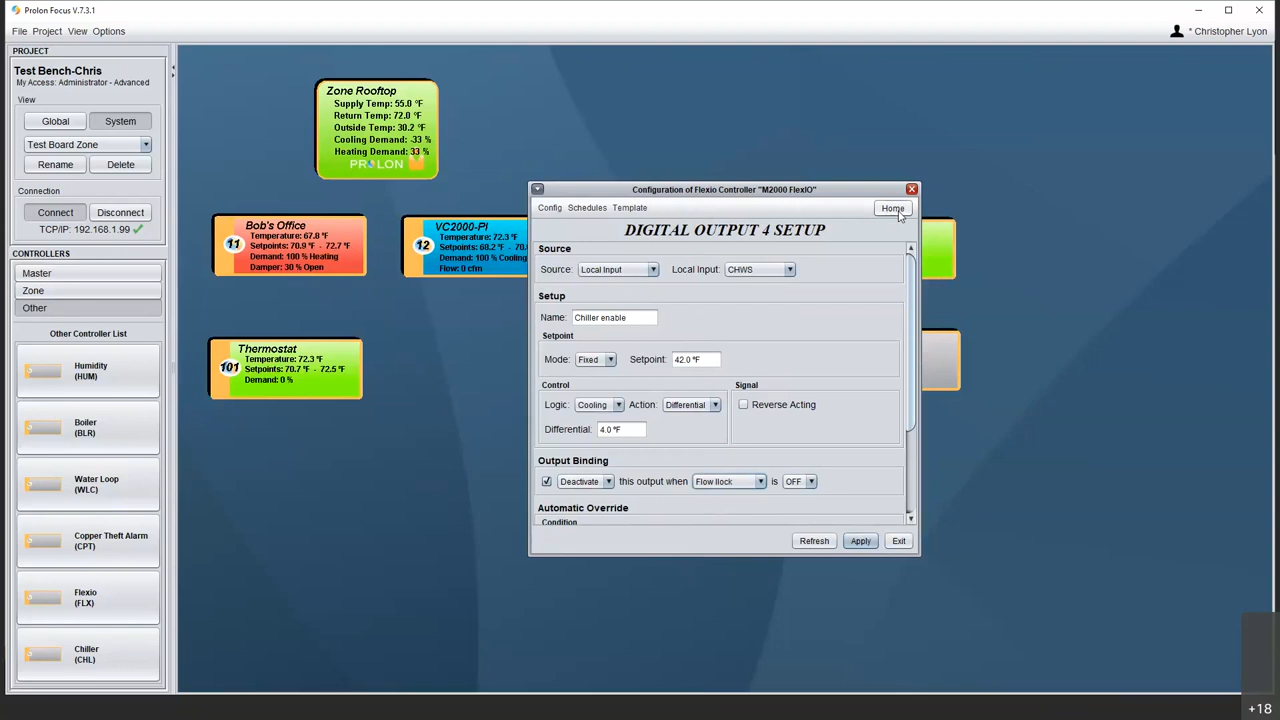 Prolon Focus V.7.3.1
File Project View Options
* Christopher Lyon
PROJECT
Test Bench-Chris
My Access: Administrator - Advanced
View
Global System
Test Board Zone
Rename Delete
Connection
Connect Disconnect
TCP/IP: 192.168.1.99
CONTROLLERS
Master
Zone
Other
Other Controller List
Humidity
(HUM)
Boiler
(BLR)
Water Loop
(WLC)
Copper Theft Alarm
(CPT)
Flexio
(FLX)
Chiller
(CHL)
Zone Rooftop
Supply Temp: 55.0 °F
Return Temp: 72.0 °F
Outside Temp: 30.2 °F
Cooling Demand: -33 %
Heating Demand: 33 %
PROLON
Bob's Office
11
Temperature: 67.8 °F
Setpoints: 70.9 °F - 72.7 °F
Demand: 100 % Heating
Damper: 30 % Open
VC2000-PI
12
Temperature: 72.3 °F
Setpoints: 68.2 °F - 70.
Demand: 100 % Cooling
Flow: 0 cfm
Thermostat
101
Temperature: 72.3 °F
Setpoints: 70.7 °F - 72.5 °F
Demand: 0 %
Configuration of Flexio Controller "M2000 FlexIO"
Config Schedules Template Home
DIGITAL OUTPUT 4 SETUP
Source
Source: Local Input Local Input: CHWS
Setup
Name: Chiller enable
Setpoint
Mode: Fixed Setpoint: 42.0 °F
Control Signal
Logic: Cooling Action: Differential Reverse Acting
Differential: 4.0 °F
Output Binding
Deactivate this output when Flow Ilock is OFF
Automatic Override
Condition
Refresh Apply Exit
+18